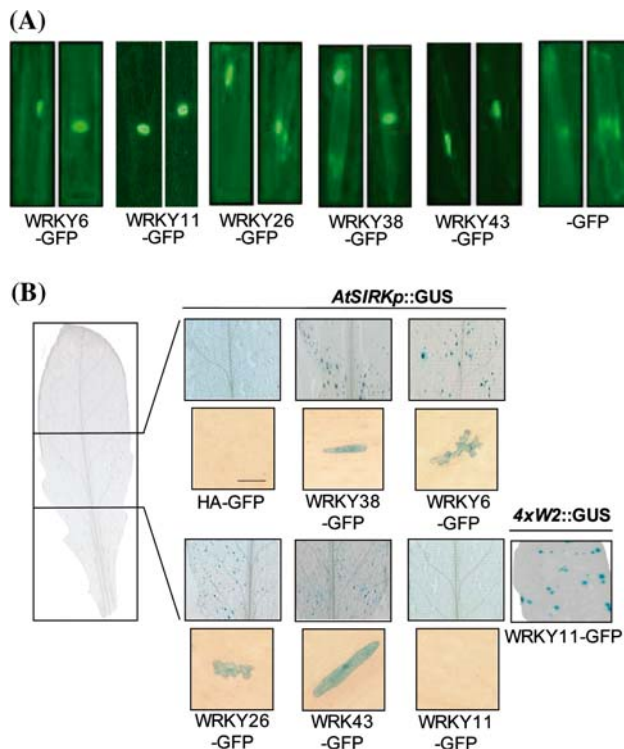 (A)
WRKY6
-GFP
WRKY11
-GFP
WRKY26
-GFP
WRKY38
-GFP
WRKY43
-GFP
-GFP
(B)
AtSIRKp::GUS
HA-GFP
WRKY38
-GFP
WRKY6
-GFP
4xW2::GUS
WRKY11-GFP
WRKY26
-GFP
WRK43
-GFP
WRKY11
-GFP